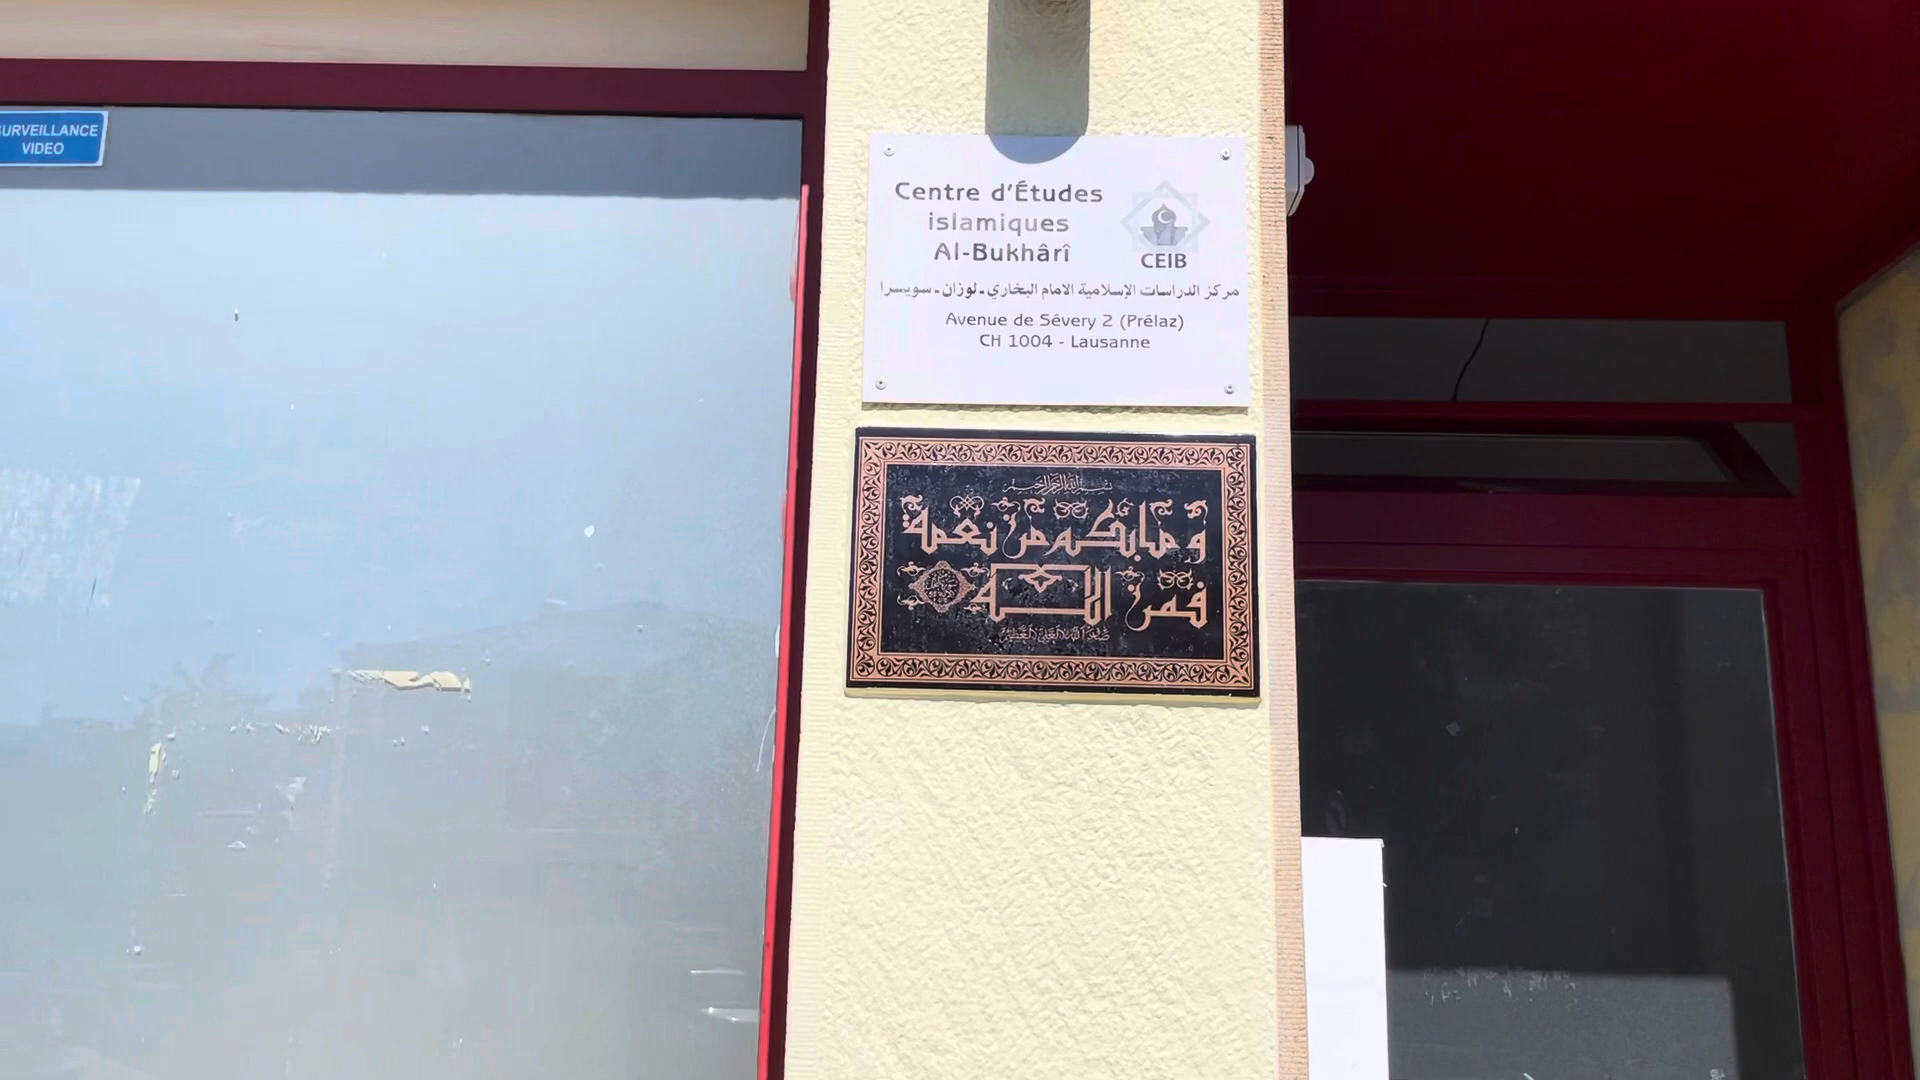 SURVEILLANCE
VIDEO
Centre d'Études
islamiques
Al-Bukhârî
CEIB
مركز الدراسات الإسلامية الامام البخاري ـ لوزان ـ سويسرا
Avenue de Sévery 2 (Prélaz)
CH 1004 - Lausanne
بسم الله الرحمن الرحيم
وما بكم من نعمة
فمن الله
صدق الله العلي العظيم